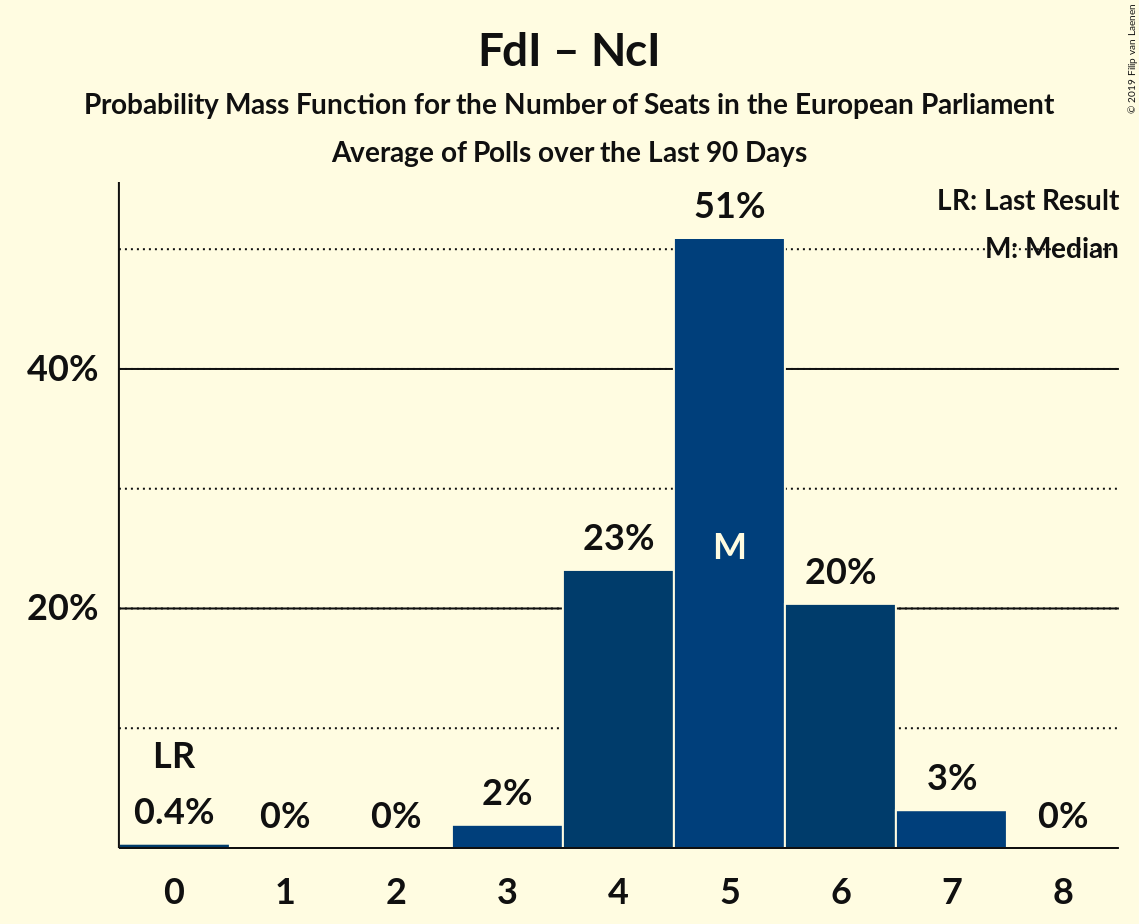 FdI – NcI
Probability Mass Function for the Number of Seats in the European Parliament
Average of Polls over the Last 90 Days
© 2019 Filip van Laenen
LR: Last Result
M: Median
51%
40%
23%
M
20%
20%
LR
0.4%
0%
0%
2%
3%
0%
0 1 2 3 4 5 6 7 8